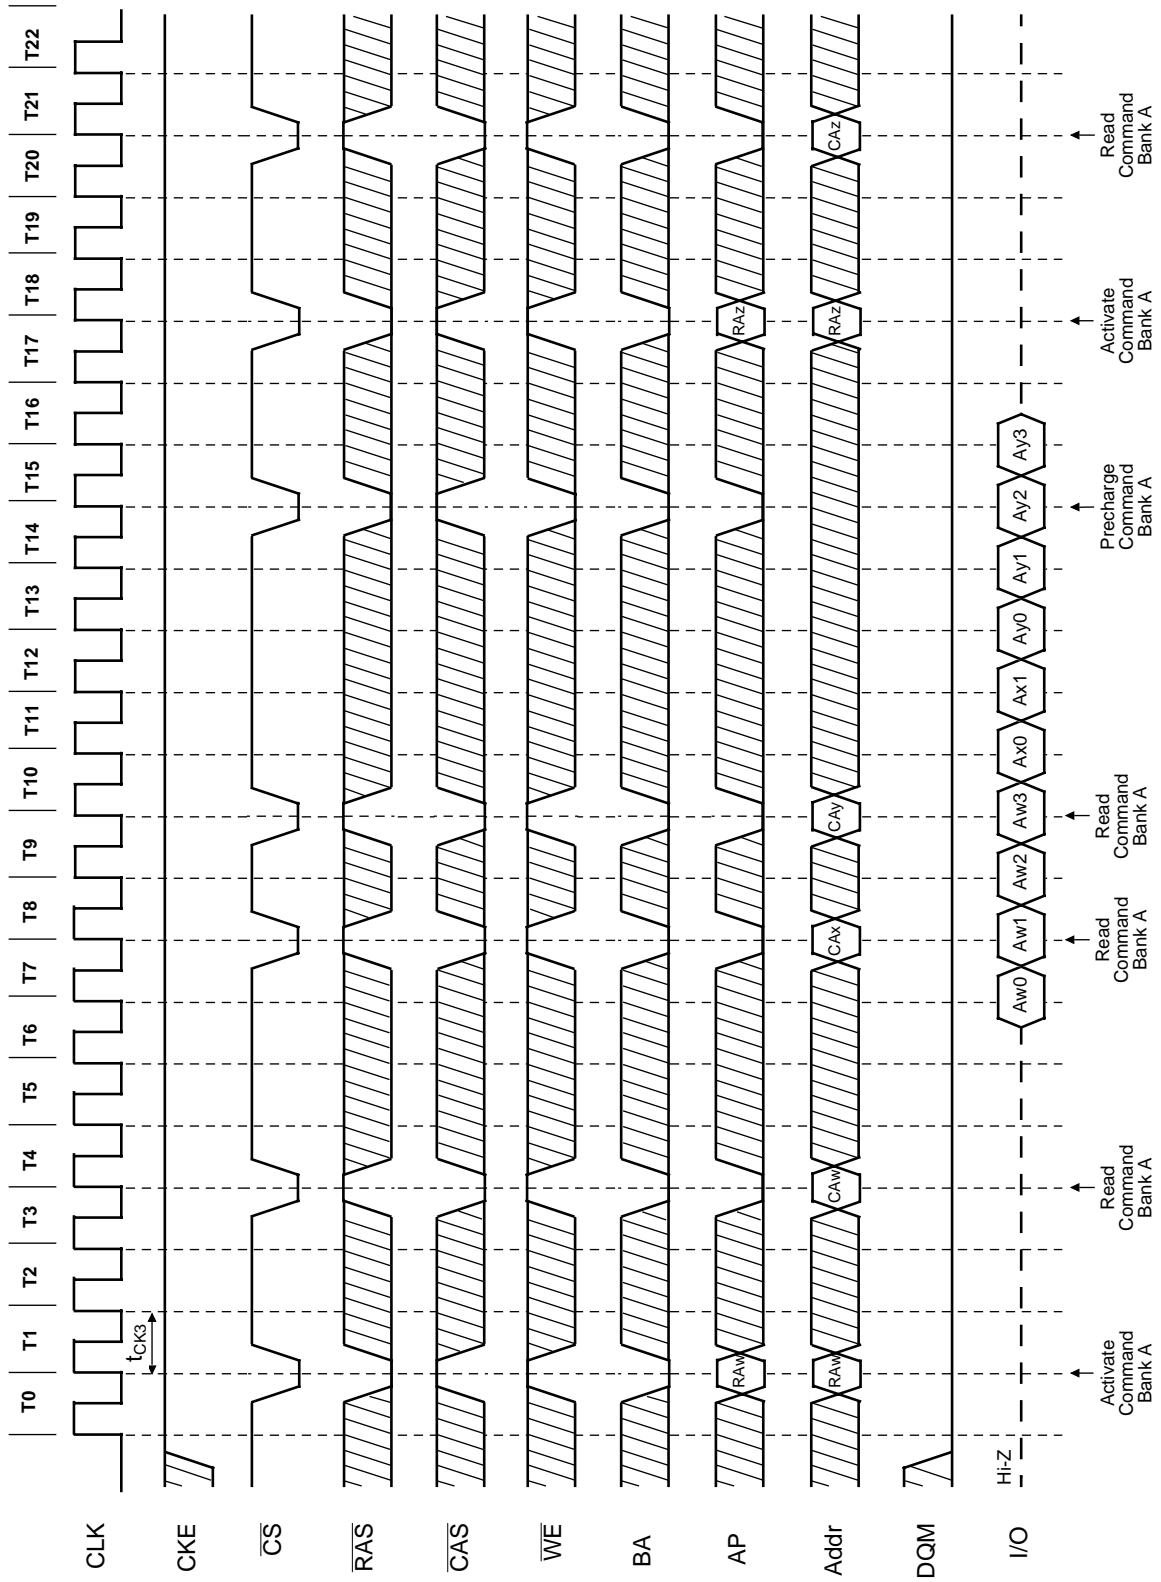 T0 T1 T2 T3 T4 T5 T6 T7 T8 T9 T10 T11 T12 T13 T14 T15 T16 T17 T18 T19 T20 T21 T22
CLK
tCK3
CKE
CS
RAS
CAS
WE
BA
AP
RAw RAz
Addr
RAw CAw CAx CAy RAz CAz
DQM
I/O
Hi-Z
Aw0 Aw1 Aw2 Aw3 Ax0 Ax1 Ay0 Ay1 Ay2 Ay3
Activate
Command
Bank A
Read
Command
Bank A
Read
Command
Bank A
Read
Command
Bank A
Precharge
Command
Bank A
Activate
Command
Bank A
Read
Command
Bank A